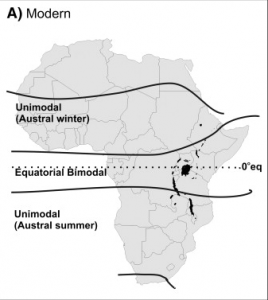 A) Modern
Unimodal
(Austral winter)
0°eq
Equatorial Bimodal
Unimodal
(Austral summer)